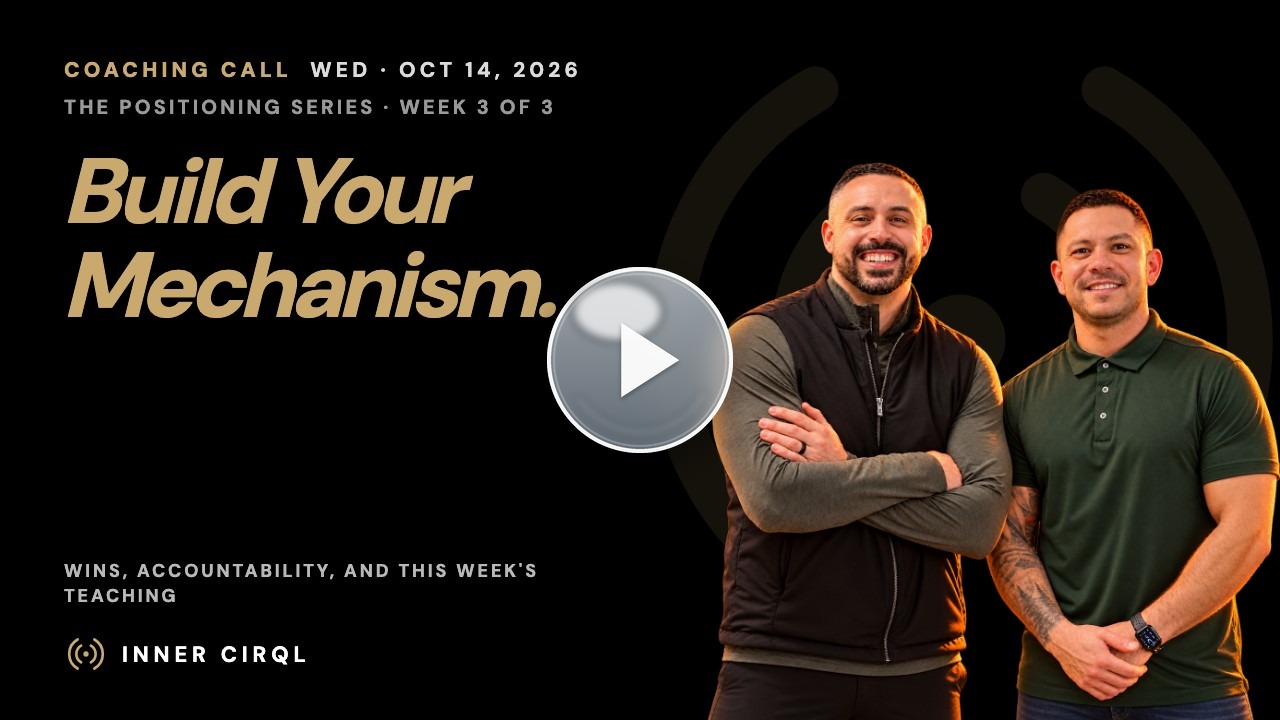 COACHING CALL WED · OCT 14, 2026
THE POSITIONING SERIES · WEEK 3 OF 3
Build Your
Mechanism.
WINS, ACCOUNTABILITY, AND THIS WEEK'S
TEACHING
INNER CIRQL